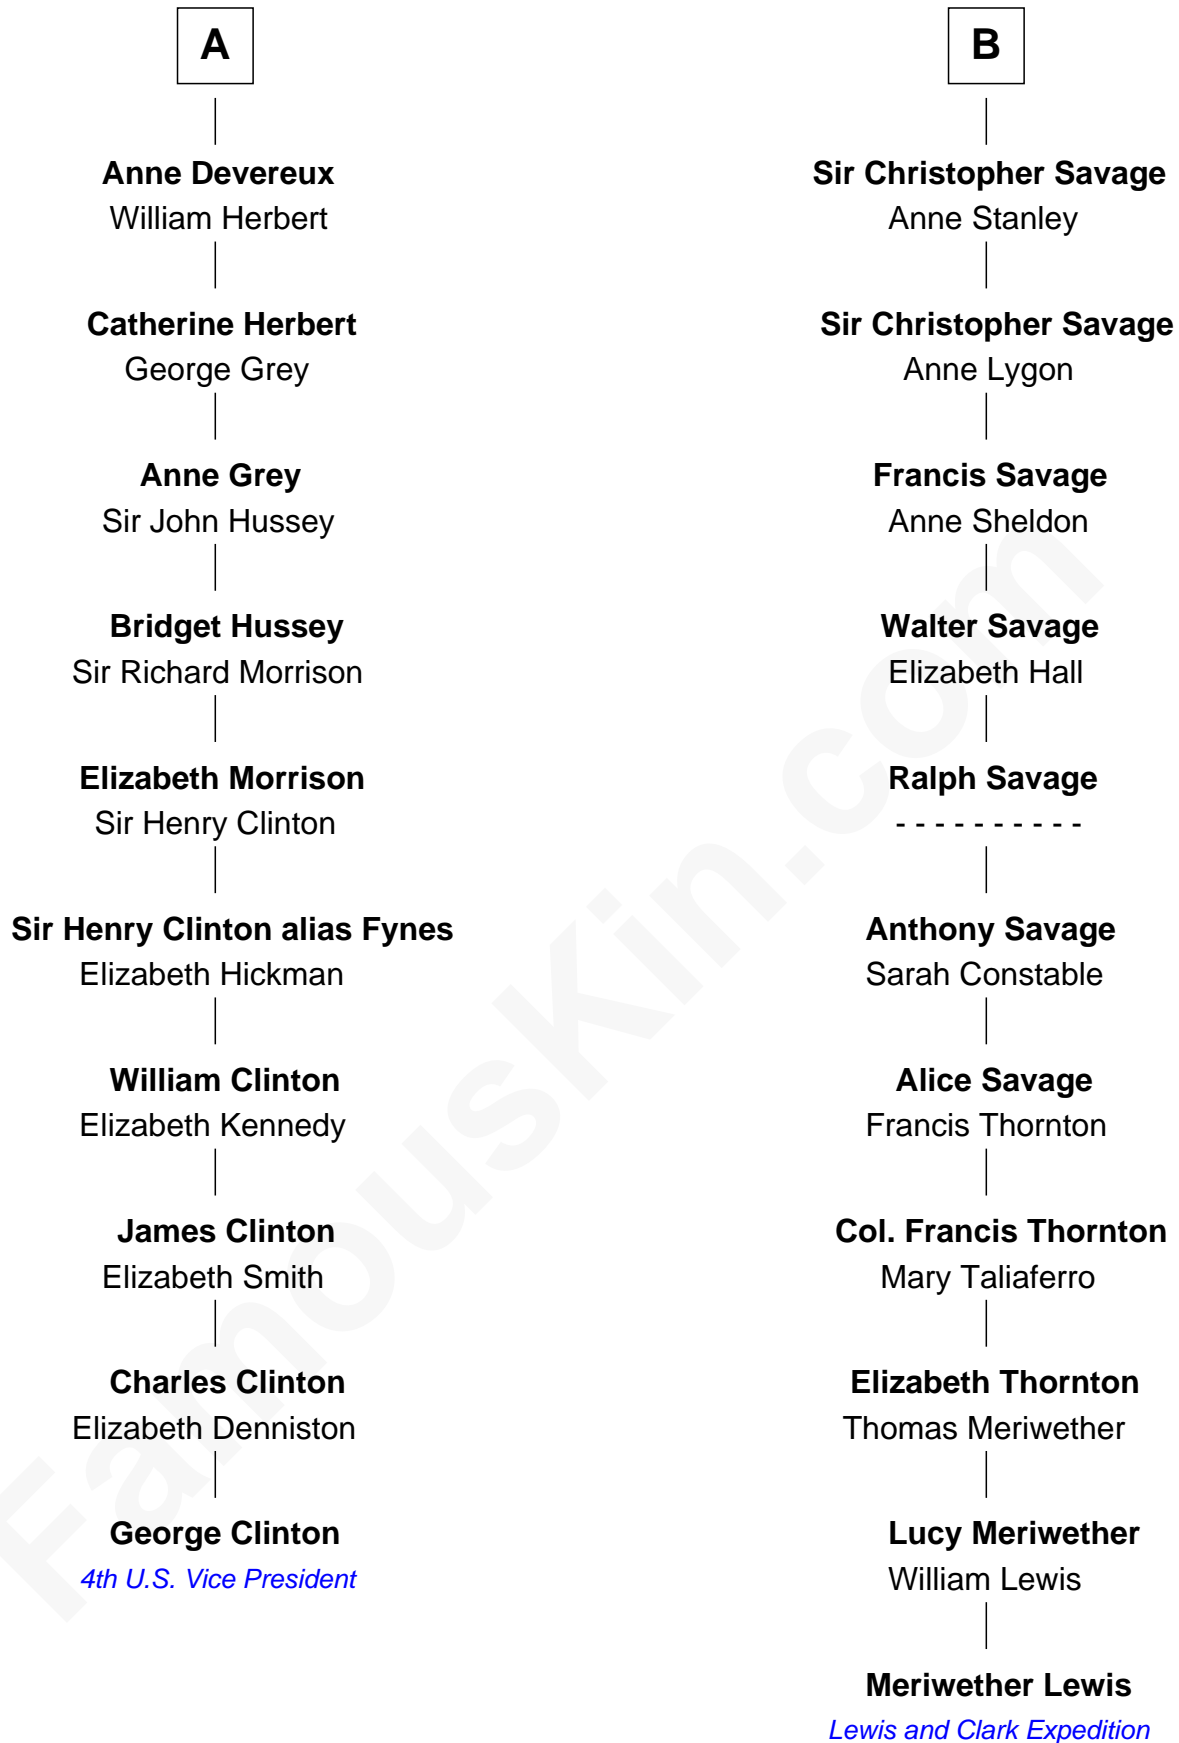 A
Anne Devereux
William Herbert
Catherine Herbert
George Grey
Anne Grey
Sir John Hussey
Bridget Hussey
Sir Richard Morrison
Elizabeth Morrison
Sir Henry Clinton
Sir Henry Clinton alias Fynes
Elizabeth Hickman
William Clinton
Elizabeth Kennedy
James Clinton
Elizabeth Smith
Charles Clinton
Elizabeth Denniston
George Clinton
4th U.S. Vice President
B
Sir Christopher Savage
Anne Stanley
Sir Christopher Savage
Anne Lygon
Francis Savage
Anne Sheldon
Walter Savage
Elizabeth Hall
Ralph Savage
- - - - - - - - - -
Anthony Savage
Sarah Constable
Alice Savage
Francis Thornton
Col. Francis Thornton
Mary Taliaferro
Elizabeth Thornton
Thomas Meriwether
Lucy Meriwether
William Lewis
Meriwether Lewis
Lewis and Clark Expedition
FamousKin.com